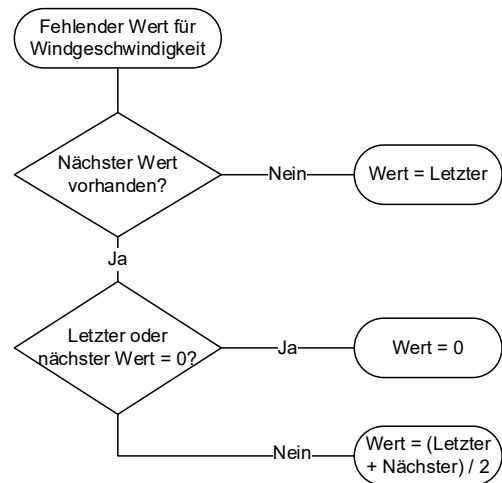 Fehlender Wert für
Windgeschwindigkeit
Nächster Wert
vorhanden?
Nein
Wert = Letzter
Ja
Letzter oder
nächster Wert = 0?
Ja
Wert = 0
Nein
Wert = (Letzter
+ Nächster) / 2